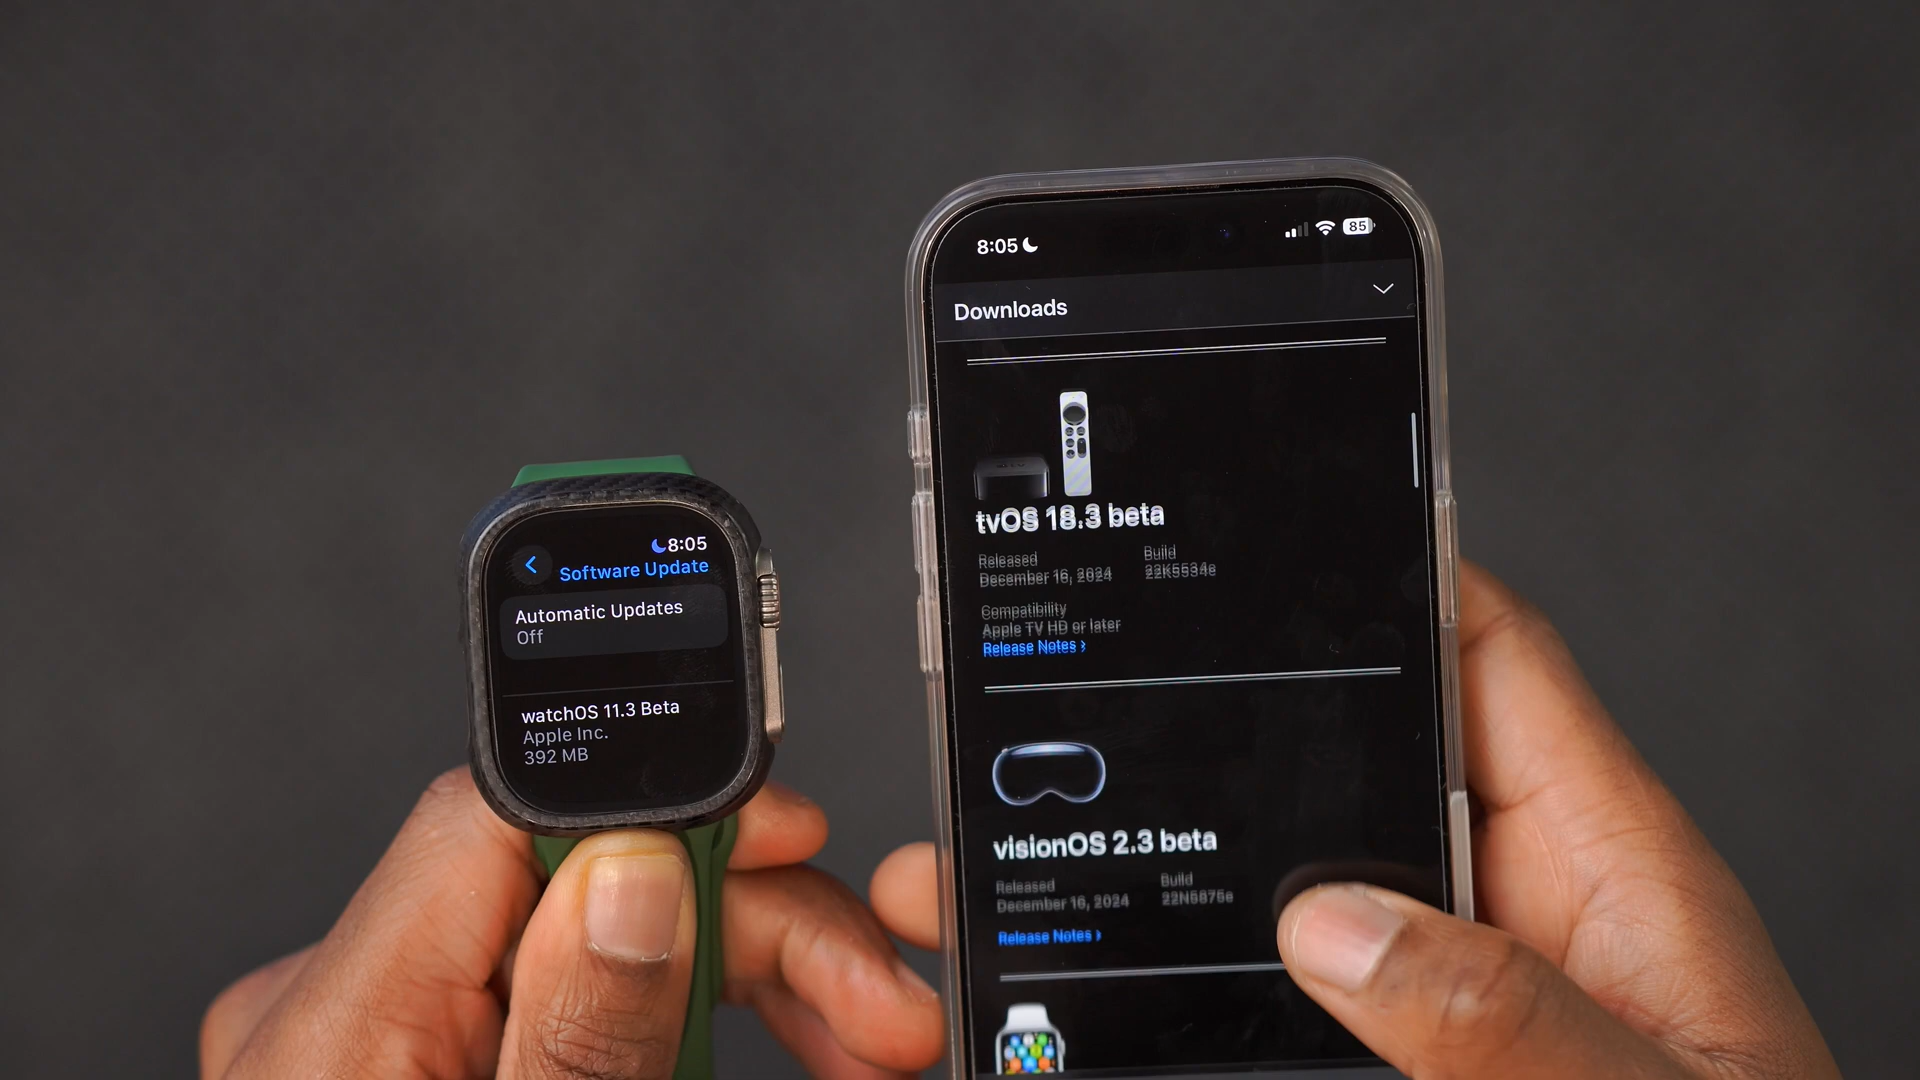 8:05
Software Update
Automatic Updates
Off
watchOS 11.3 Beta
Apple Inc.
392 MB
8:05
85
Downloads
tvOS 18.3 beta
Released
Build
December 16, 2024
22K5534e
Compatibility
Apple TV HD or later
Release Notes ›
visionOS 2.3 beta
Released
Build
December 16, 2024
22N5875e
Release Notes ›